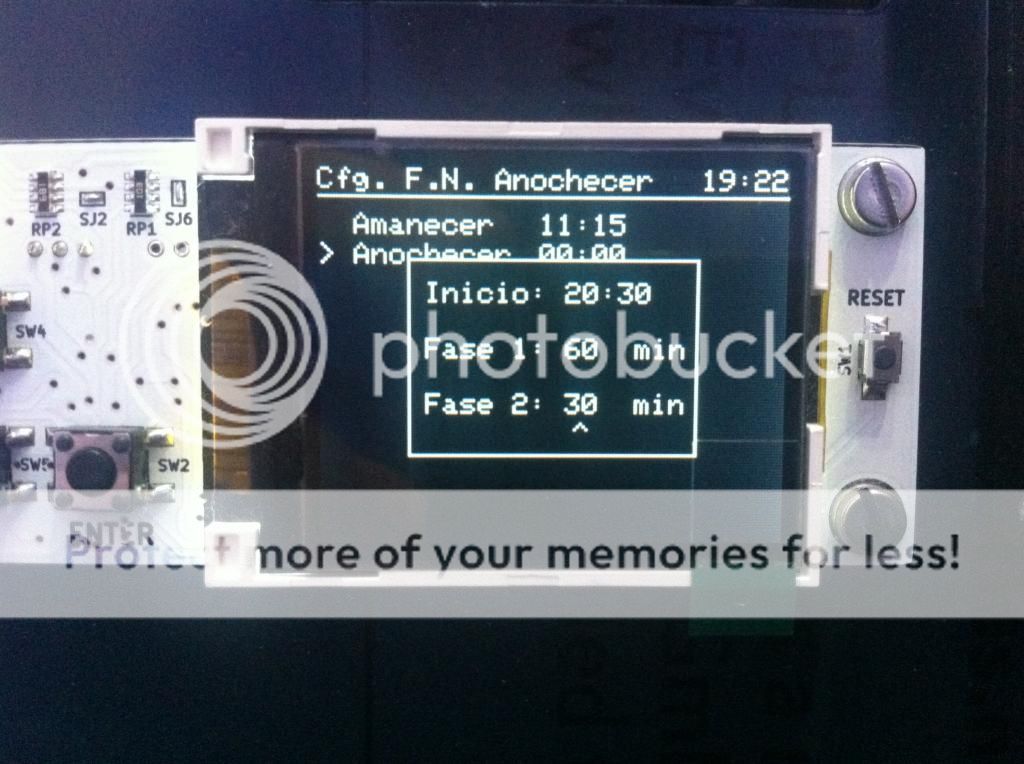 Cfg. F.N. Anochecer 19:22
Amanecer 11:15
> Anochecer 00:00
Inicio: 20:30
Fase 1: 60 min
Fase 2: 30 min
^
RP2
SJ2
RP1
SJ6
SW4
SW5
SW2
ENTER
RESET
SW1
photobucket
Protect more of your memories for less!